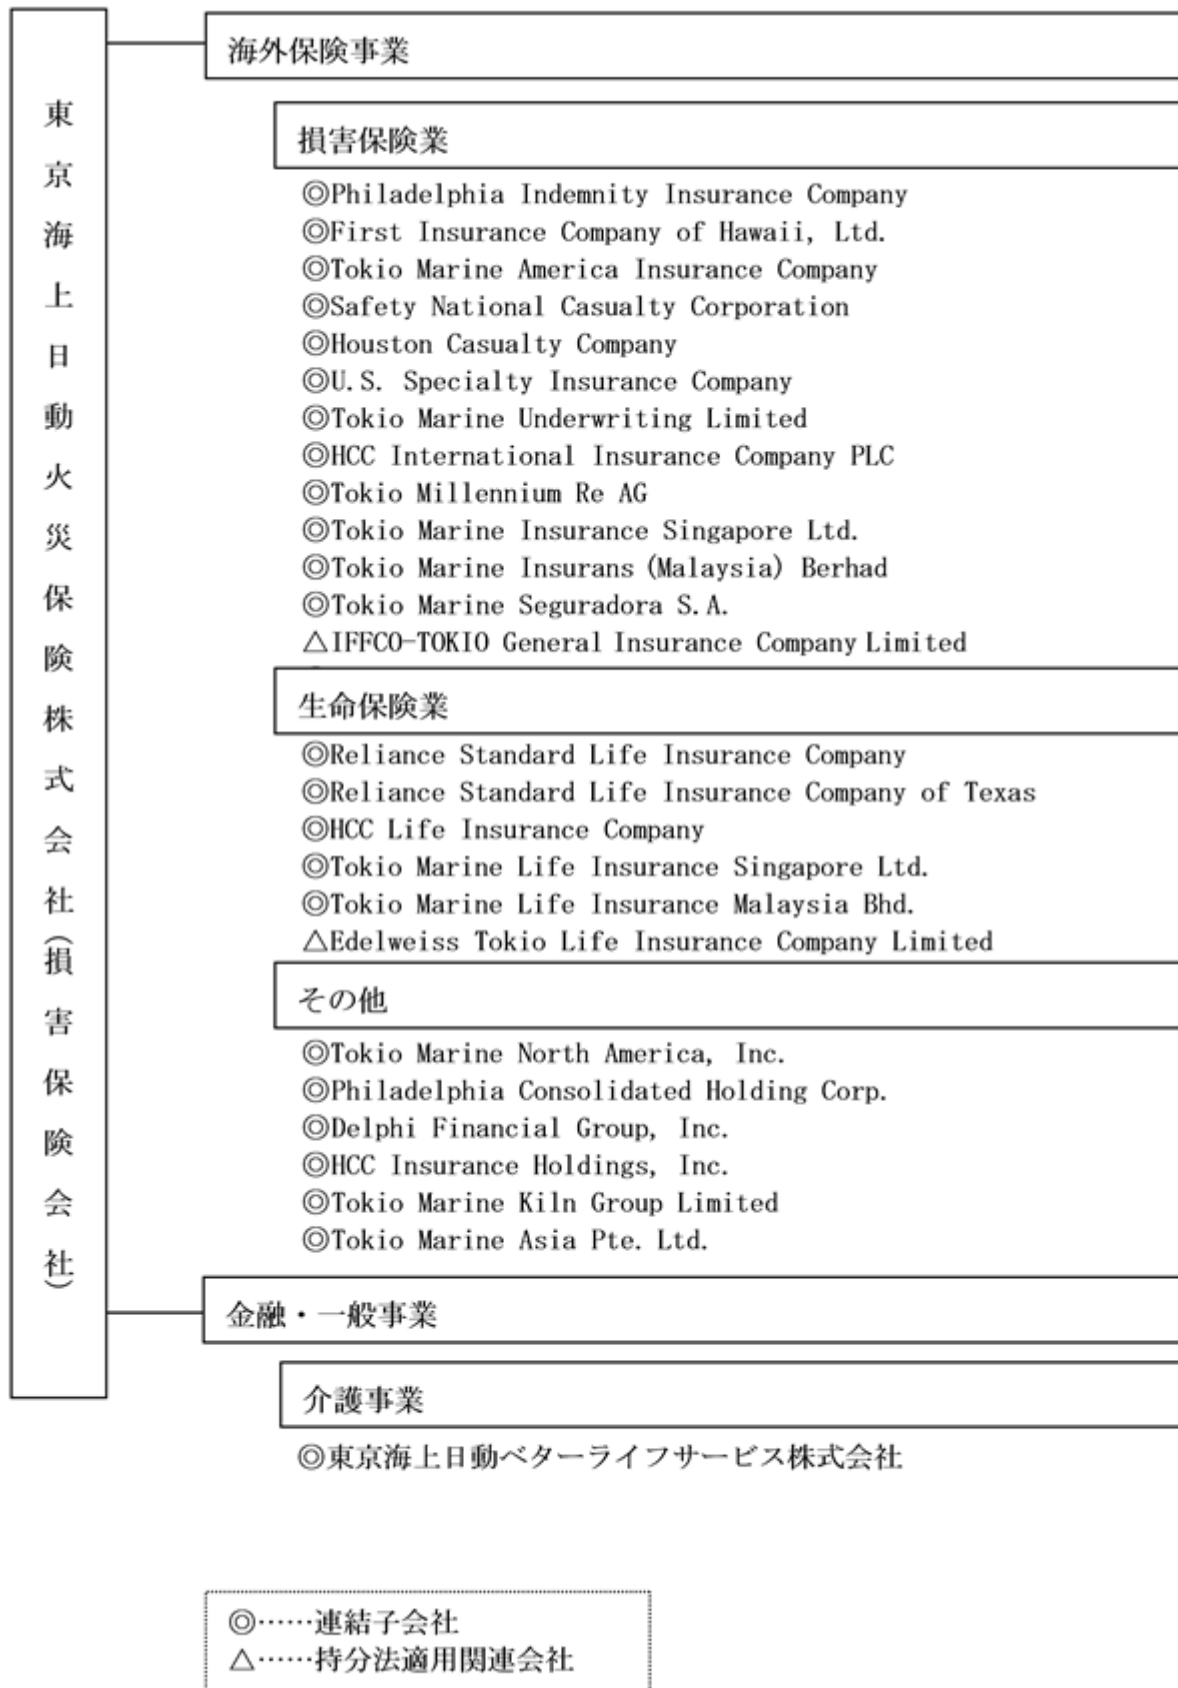 東京海上日動火災保険株式会社(損害保険会社)
海外保険事業
損害保険業
◎Philadelphia Indemnity Insurance Company
◎First Insurance Company of Hawaii, Ltd.
◎Tokio Marine America Insurance Company
◎Safety National Casualty Corporation
◎Houston Casualty Company
◎U.S. Specialty Insurance Company
◎Tokio Marine Underwriting Limited
◎HCC International Insurance Company PLC
◎Tokio Millennium Re AG
◎Tokio Marine Insurance Singapore Ltd.
◎Tokio Marine Insurans (Malaysia) Berhad
◎Tokio Marine Seguradora S.A.
△IFFCO-TOKIO General Insurance Company Limited
生命保険業
◎Reliance Standard Life Insurance Company
◎Reliance Standard Life Insurance Company of Texas
◎HCC Life Insurance Company
◎Tokio Marine Life Insurance Singapore Ltd.
◎Tokio Marine Life Insurance Malaysia Bhd.
△Edelweiss Tokio Life Insurance Company Limited
その他
◎Tokio Marine North America, Inc.
◎Philadelphia Consolidated Holding Corp.
◎Delphi Financial Group, Inc.
◎HCC Insurance Holdings, Inc.
◎Tokio Marine Kiln Group Limited
◎Tokio Marine Asia Pte. Ltd.
金融・一般事業
介護事業
◎東京海上日動ベターライフサービス株式会社
◎……連結子会社
△……持分法適用関連会社